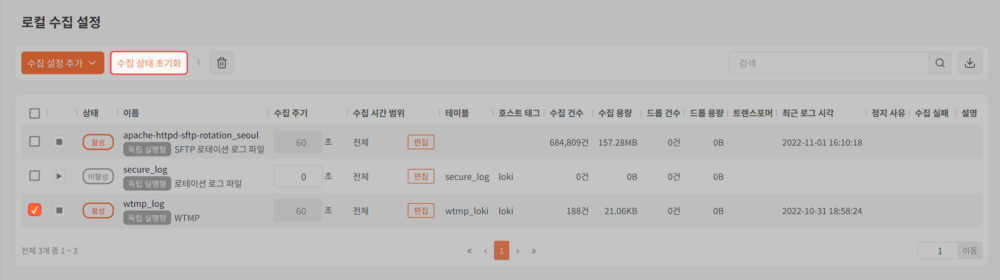 로컬 수집 설정
수집 설정 추가 수집 상태 초기화 검색
상태 이름 수집 주기 수집 시간 범위 테이블 호스트 태그 수집 건수 수집 용량 드롭 건수 드롭 용량 트랜스포머 최근 로그 시각 정지 사유 수집 실패 설명
활성 apache-httpd-sftp-rotation_seoul 60 초 전체 편집 684,809건 157.28MB 0건 0B 2022-11-01 16:10:18
독립 실행형 SFTP 로테이션 로그 파일
비활성 secure_log 0 초 전체 편집 secure_log loki 0건 0B 0건 0B
독립 실행형 로테이션 로그 파일
활성 wtmp_log 60 초 전체 편집 wtmp_loki loki 188건 21.06KB 0건 0B 2022-10-31 18:58:24
독립 실행형 WTMP
전체 3개 중 1 ~ 3 « ‹ 1 › » 1 이동